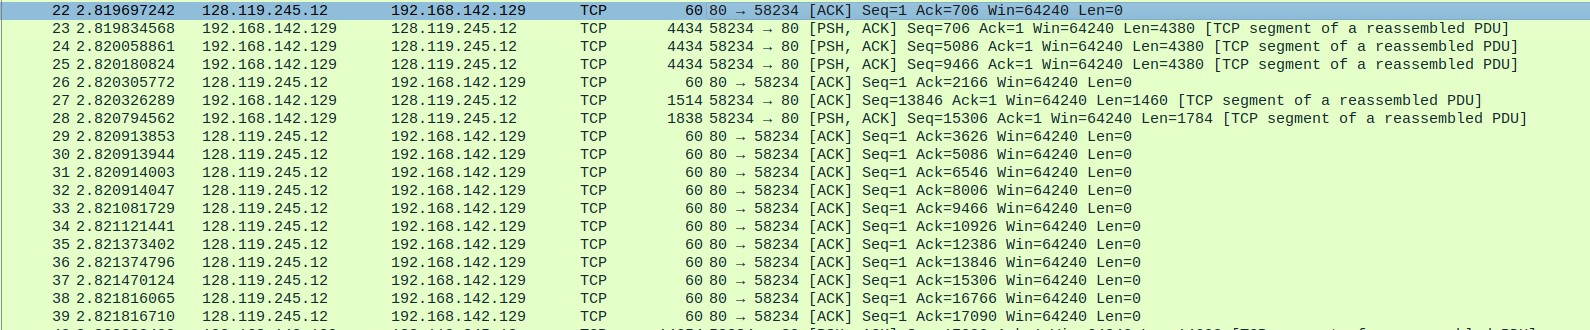 22 2.819697242 128.119.245.12 192.168.142.129 TCP 60 80 → 58234 [ACK] Seq=1 Ack=706 Win=64240 Len=0
23 2.819834568 192.168.142.129 128.119.245.12 TCP 4434 58234 → 80 [PSH, ACK] Seq=706 Ack=1 Win=64240 Len=4380 [TCP segment of a reassembled PDU]
24 2.820058861 192.168.142.129 128.119.245.12 TCP 4434 58234 → 80 [PSH, ACK] Seq=5086 Ack=1 Win=64240 Len=4380 [TCP segment of a reassembled PDU]
25 2.820180824 192.168.142.129 128.119.245.12 TCP 4434 58234 → 80 [PSH, ACK] Seq=9466 Ack=1 Win=64240 Len=4380 [TCP segment of a reassembled PDU]
26 2.820305772 128.119.245.12 192.168.142.129 TCP 60 80 → 58234 [ACK] Seq=1 Ack=2166 Win=64240 Len=0
27 2.820326289 192.168.142.129 128.119.245.12 TCP 1514 58234 → 80 [ACK] Seq=13846 Ack=1 Win=64240 Len=1460 [TCP segment of a reassembled PDU]
28 2.820794562 192.168.142.129 128.119.245.12 TCP 1838 58234 → 80 [PSH, ACK] Seq=15306 Ack=1 Win=64240 Len=1784 [TCP segment of a reassembled PDU]
29 2.820913853 128.119.245.12 192.168.142.129 TCP 60 80 → 58234 [ACK] Seq=1 Ack=3626 Win=64240 Len=0
30 2.820913944 128.119.245.12 192.168.142.129 TCP 60 80 → 58234 [ACK] Seq=1 Ack=5086 Win=64240 Len=0
31 2.820914003 128.119.245.12 192.168.142.129 TCP 60 80 → 58234 [ACK] Seq=1 Ack=6546 Win=64240 Len=0
32 2.820914047 128.119.245.12 192.168.142.129 TCP 60 80 → 58234 [ACK] Seq=1 Ack=8006 Win=64240 Len=0
33 2.821081729 128.119.245.12 192.168.142.129 TCP 60 80 → 58234 [ACK] Seq=1 Ack=9466 Win=64240 Len=0
34 2.821121441 128.119.245.12 192.168.142.129 TCP 60 80 → 58234 [ACK] Seq=1 Ack=10926 Win=64240 Len=0
35 2.821373402 128.119.245.12 192.168.142.129 TCP 60 80 → 58234 [ACK] Seq=1 Ack=12386 Win=64240 Len=0
36 2.821374796 128.119.245.12 192.168.142.129 TCP 60 80 → 58234 [ACK] Seq=1 Ack=13846 Win=64240 Len=0
37 2.821470124 128.119.245.12 192.168.142.129 TCP 60 80 → 58234 [ACK] Seq=1 Ack=15306 Win=64240 Len=0
38 2.821816065 128.119.245.12 192.168.142.129 TCP 60 80 → 58234 [ACK] Seq=1 Ack=16766 Win=64240 Len=0
39 2.821816710 128.119.245.12 192.168.142.129 TCP 60 80 → 58234 [ACK] Seq=1 Ack=17090 Win=64240 Len=0